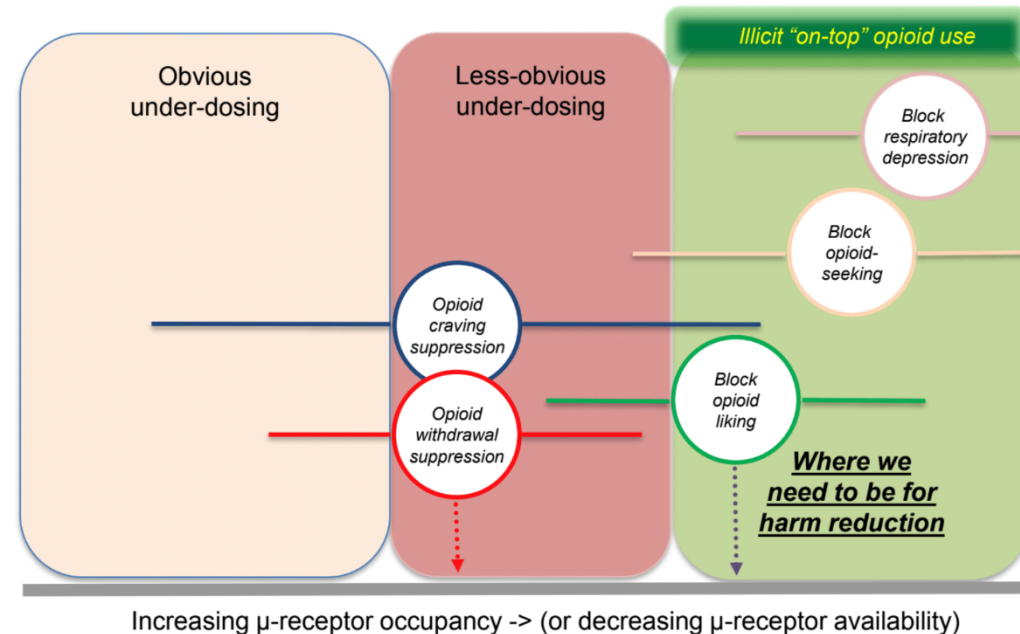 Obvious
under-dosing
Less-obvious
under-dosing
Illicit “on-top” opioid use
Block
respiratory
depression
Block
opioid-
seeking
Opioid
craving
suppression
Block
opioid
liking
Opioid
withdrawal
suppression
Where we
need to be for
harm reduction
Increasing µ-receptor occupancy -> (or decreasing µ-receptor availability)